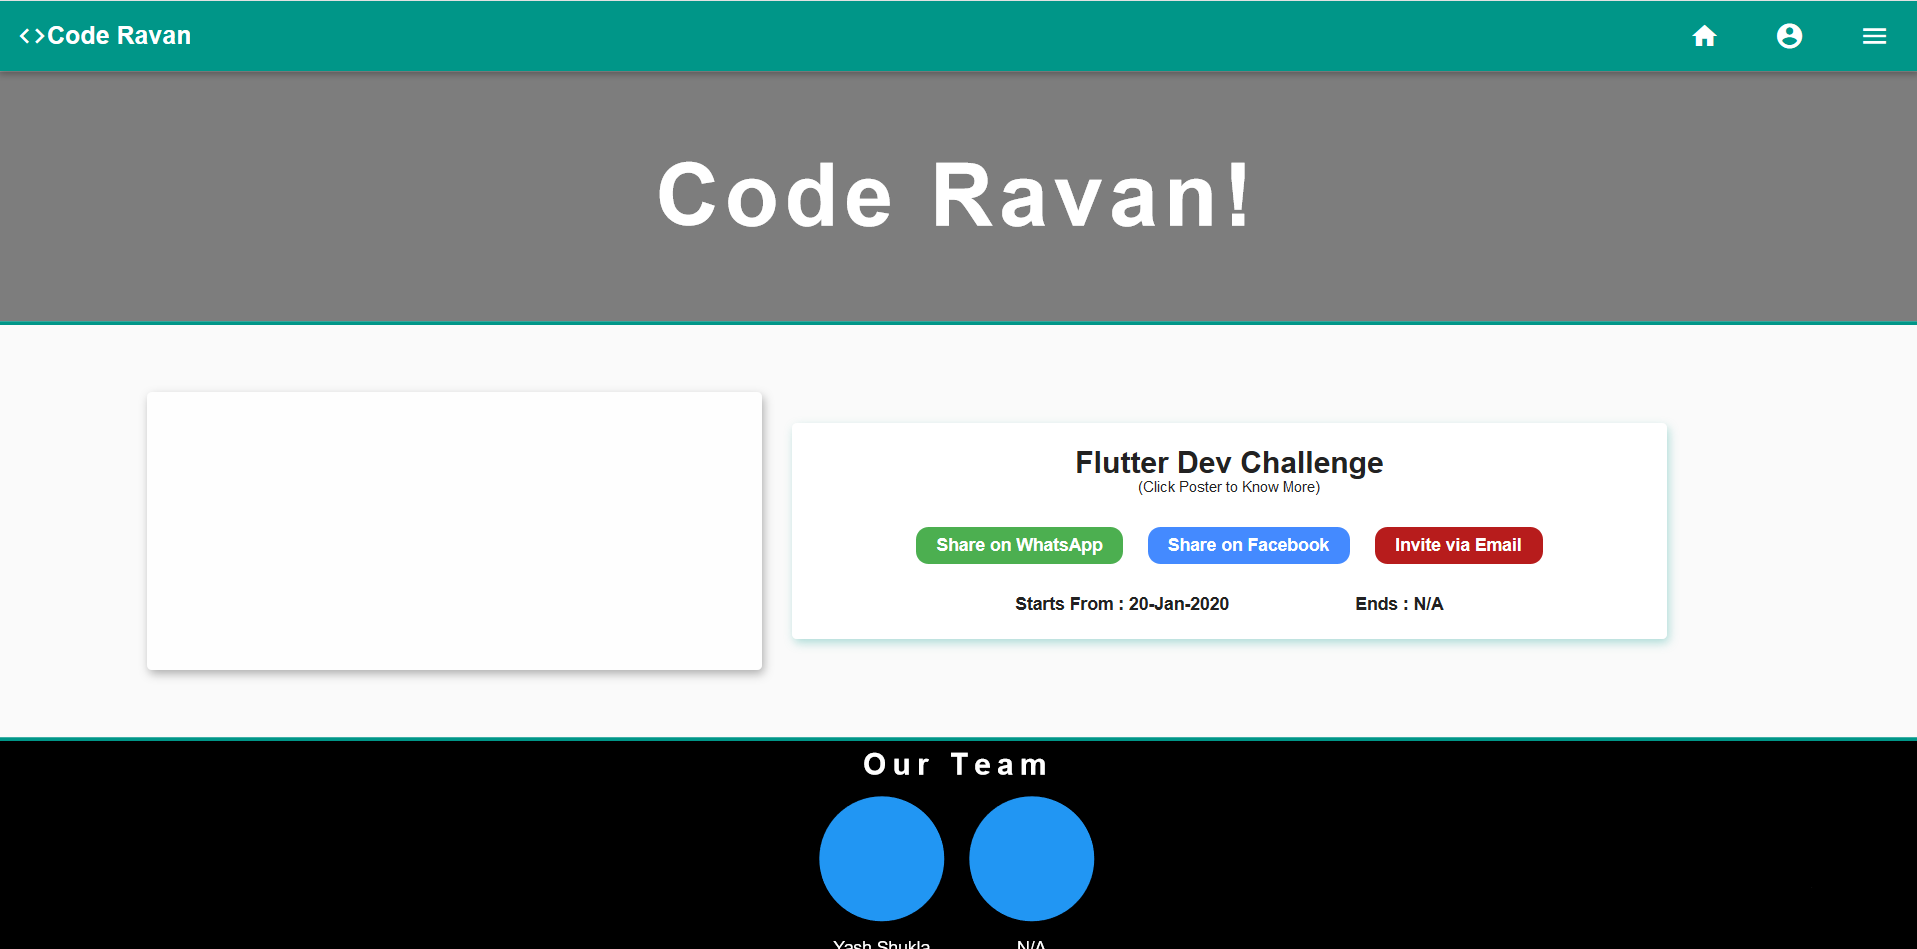 Code Ravan
Code Ravan!
Flutter Dev Challenge
(Click Poster to Know More)
Share on WhatsApp
Share on Facebook
Invite via Email
Starts From : 20-Jan-2020
Ends : N/A
Our Team
Yash Shukla
N/A